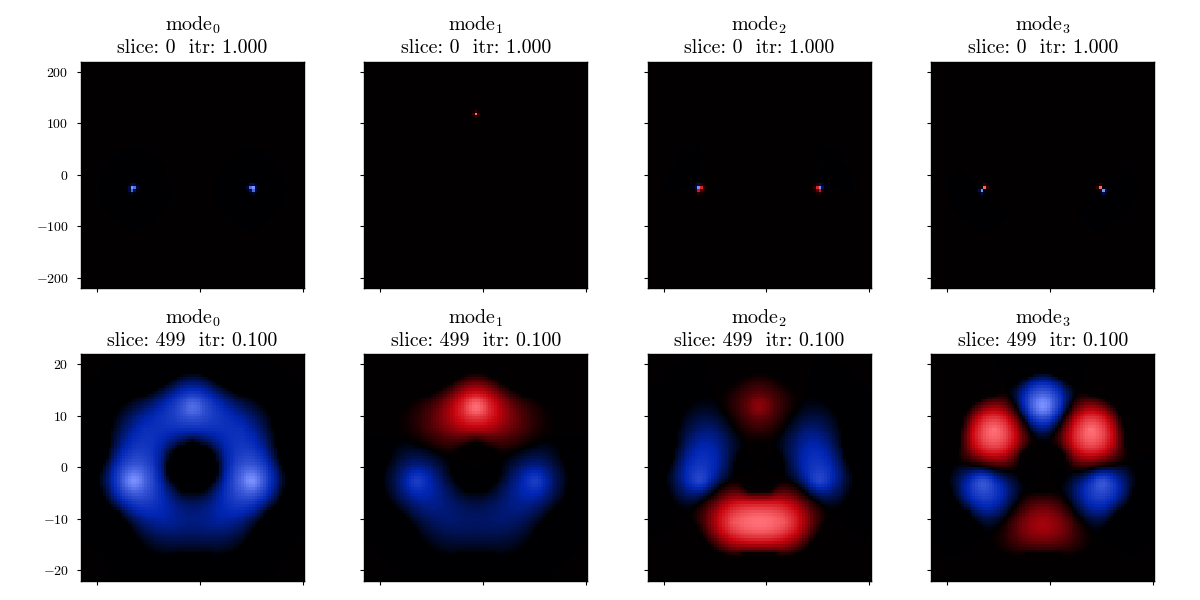 mode₀ mode₁ mode₂ mode₃
slice: 0 itr: 1.000 slice: 0 itr: 1.000 slice: 0 itr: 1.000 slice: 0 itr: 1.000
200
100
0
−100
−200
mode₀ mode₁ mode₂ mode₃
slice: 499 itr: 0.100 slice: 499 itr: 0.100 slice: 499 itr: 0.100 slice: 499 itr: 0.100
20
10
0
−10
−20